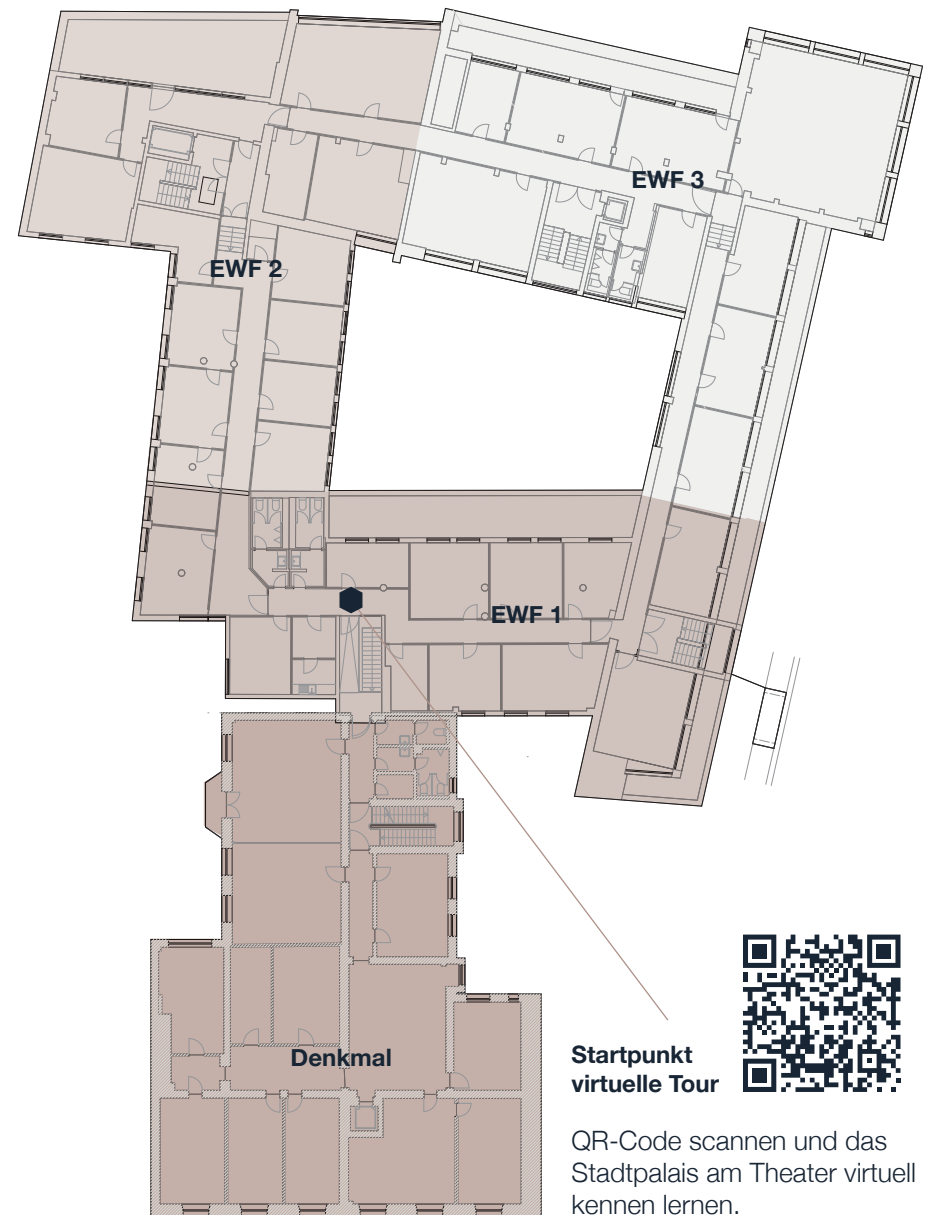 EWF 3
EWF 2
EWF 1
Denkmal
Startpunkt
virtuelle Tour
QR-Code scannen und das
Stadtpalais am Theater virtuell
kennen lernen.